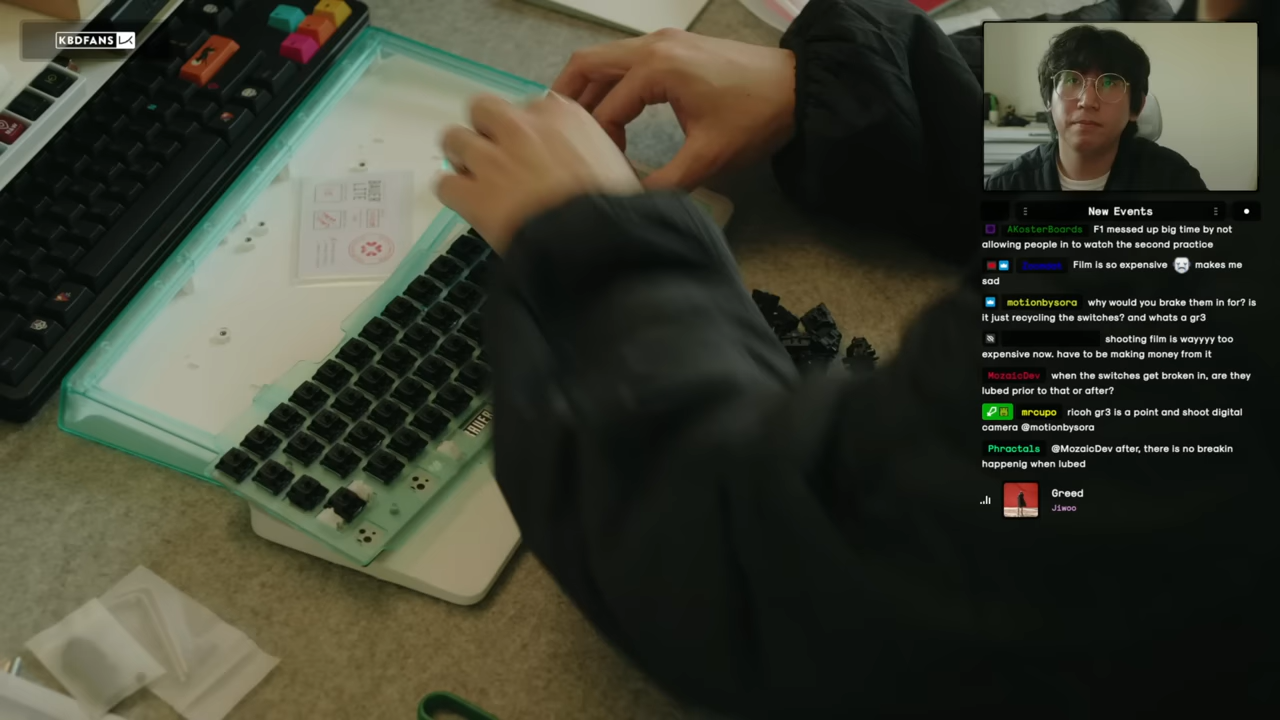 KBDFANS
BAUER
LITE
New Events
AKosterBoards F1 messed up big time by not
allowing people in to watch the second practice
Film is so expensive makes me
sad
motionbysora why would you brake them in for? is
it just recycling the switches? and whats a gr3
shooting film is wayyyy too
expensive now. have to be making money from it
MozaicDev when the switches get broken in, are they
lubed prior to that or after?
mrcupo ricoh gr3 is a point and shoot digital
camera @motionbysora
Phractals @MozaicDev after, there is no breakin
happenig when lubed
Greed
Jiwoo